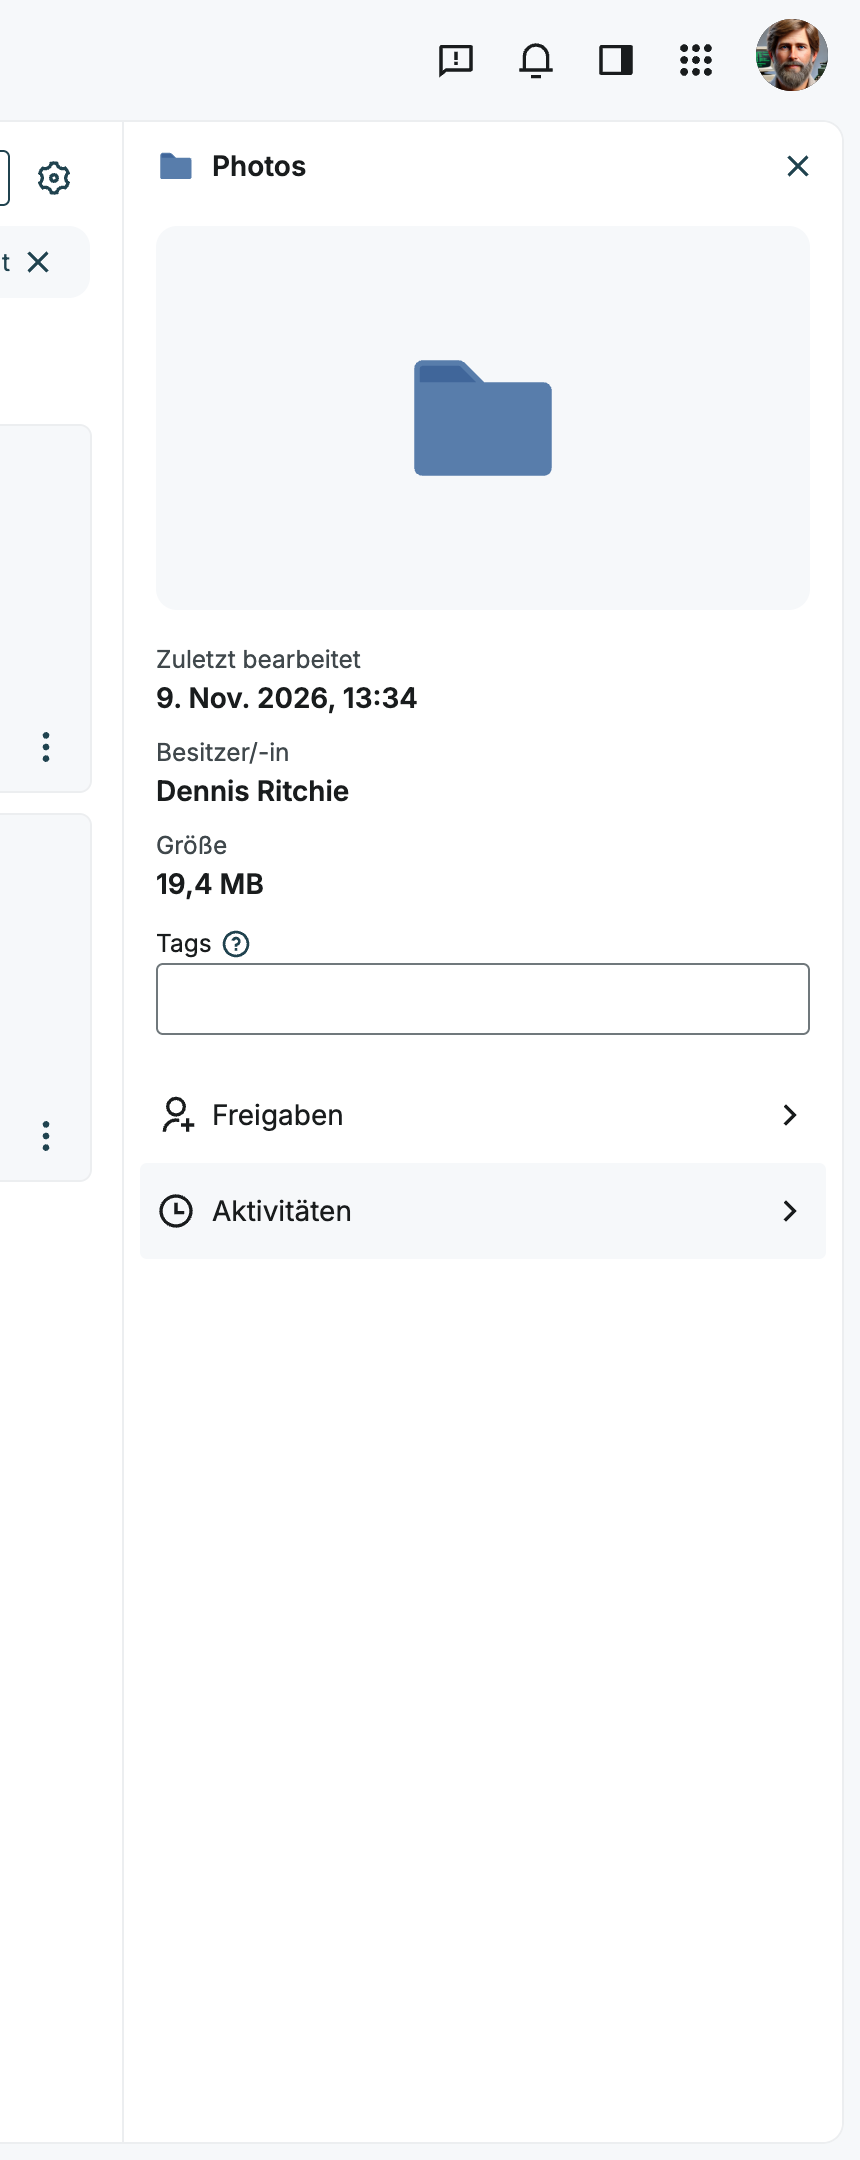 Photos
t
Zuletzt bearbeitet
9. Nov. 2026, 13:34
Besitzer/-in
Dennis Ritchie
Größe
19,4 MB
Tags
Freigaben
Aktivitäten